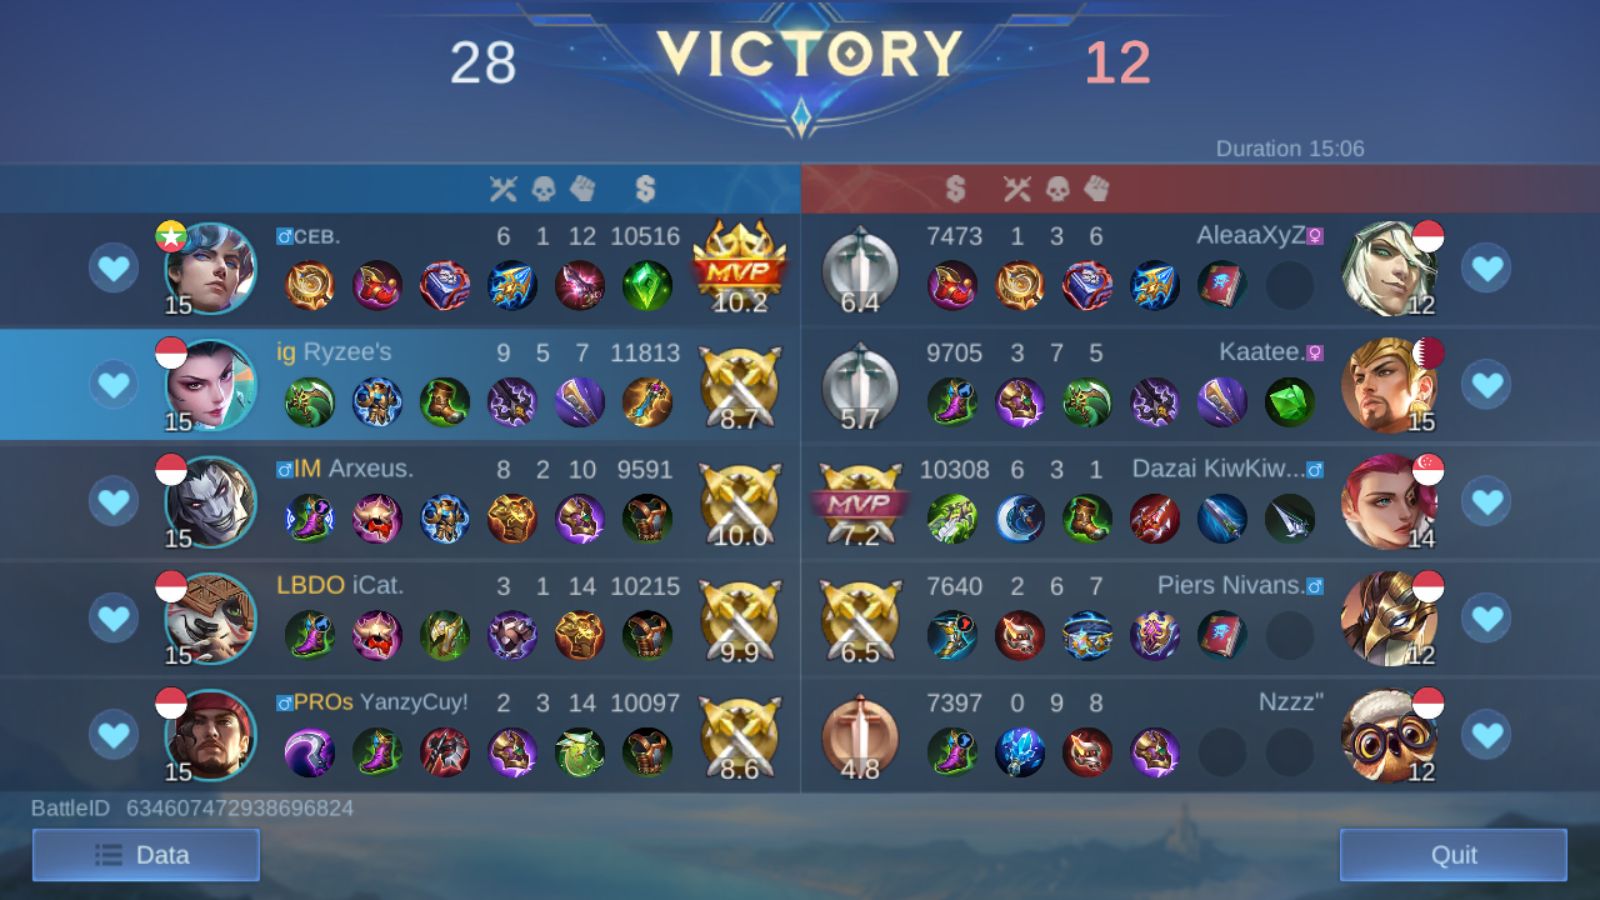 28 VICTORY 12
Duration 15:06
CEB. 6 1 12 10516 MVP 10.2 15
6.4 7473 1 3 6 AleaaXyZ 12
ig Ryzee's 9 5 7 11813 8.7 15
5.7 9705 3 7 5 Kaatee. 15
IM Arxeus. 8 2 10 9591 10.0 15
MVP 7.2 10308 6 3 1 Dazai KiwKiw... 14
LBDO iCat. 3 1 14 10215 9.9 15
6.5 7640 2 6 7 Piers Nivans. 12
PROs YanzyCuy! 2 3 14 10097 8.6 15
4.8 7397 0 9 8 Nzzz" 12
BattleID 634607472938696824
Data
Quit